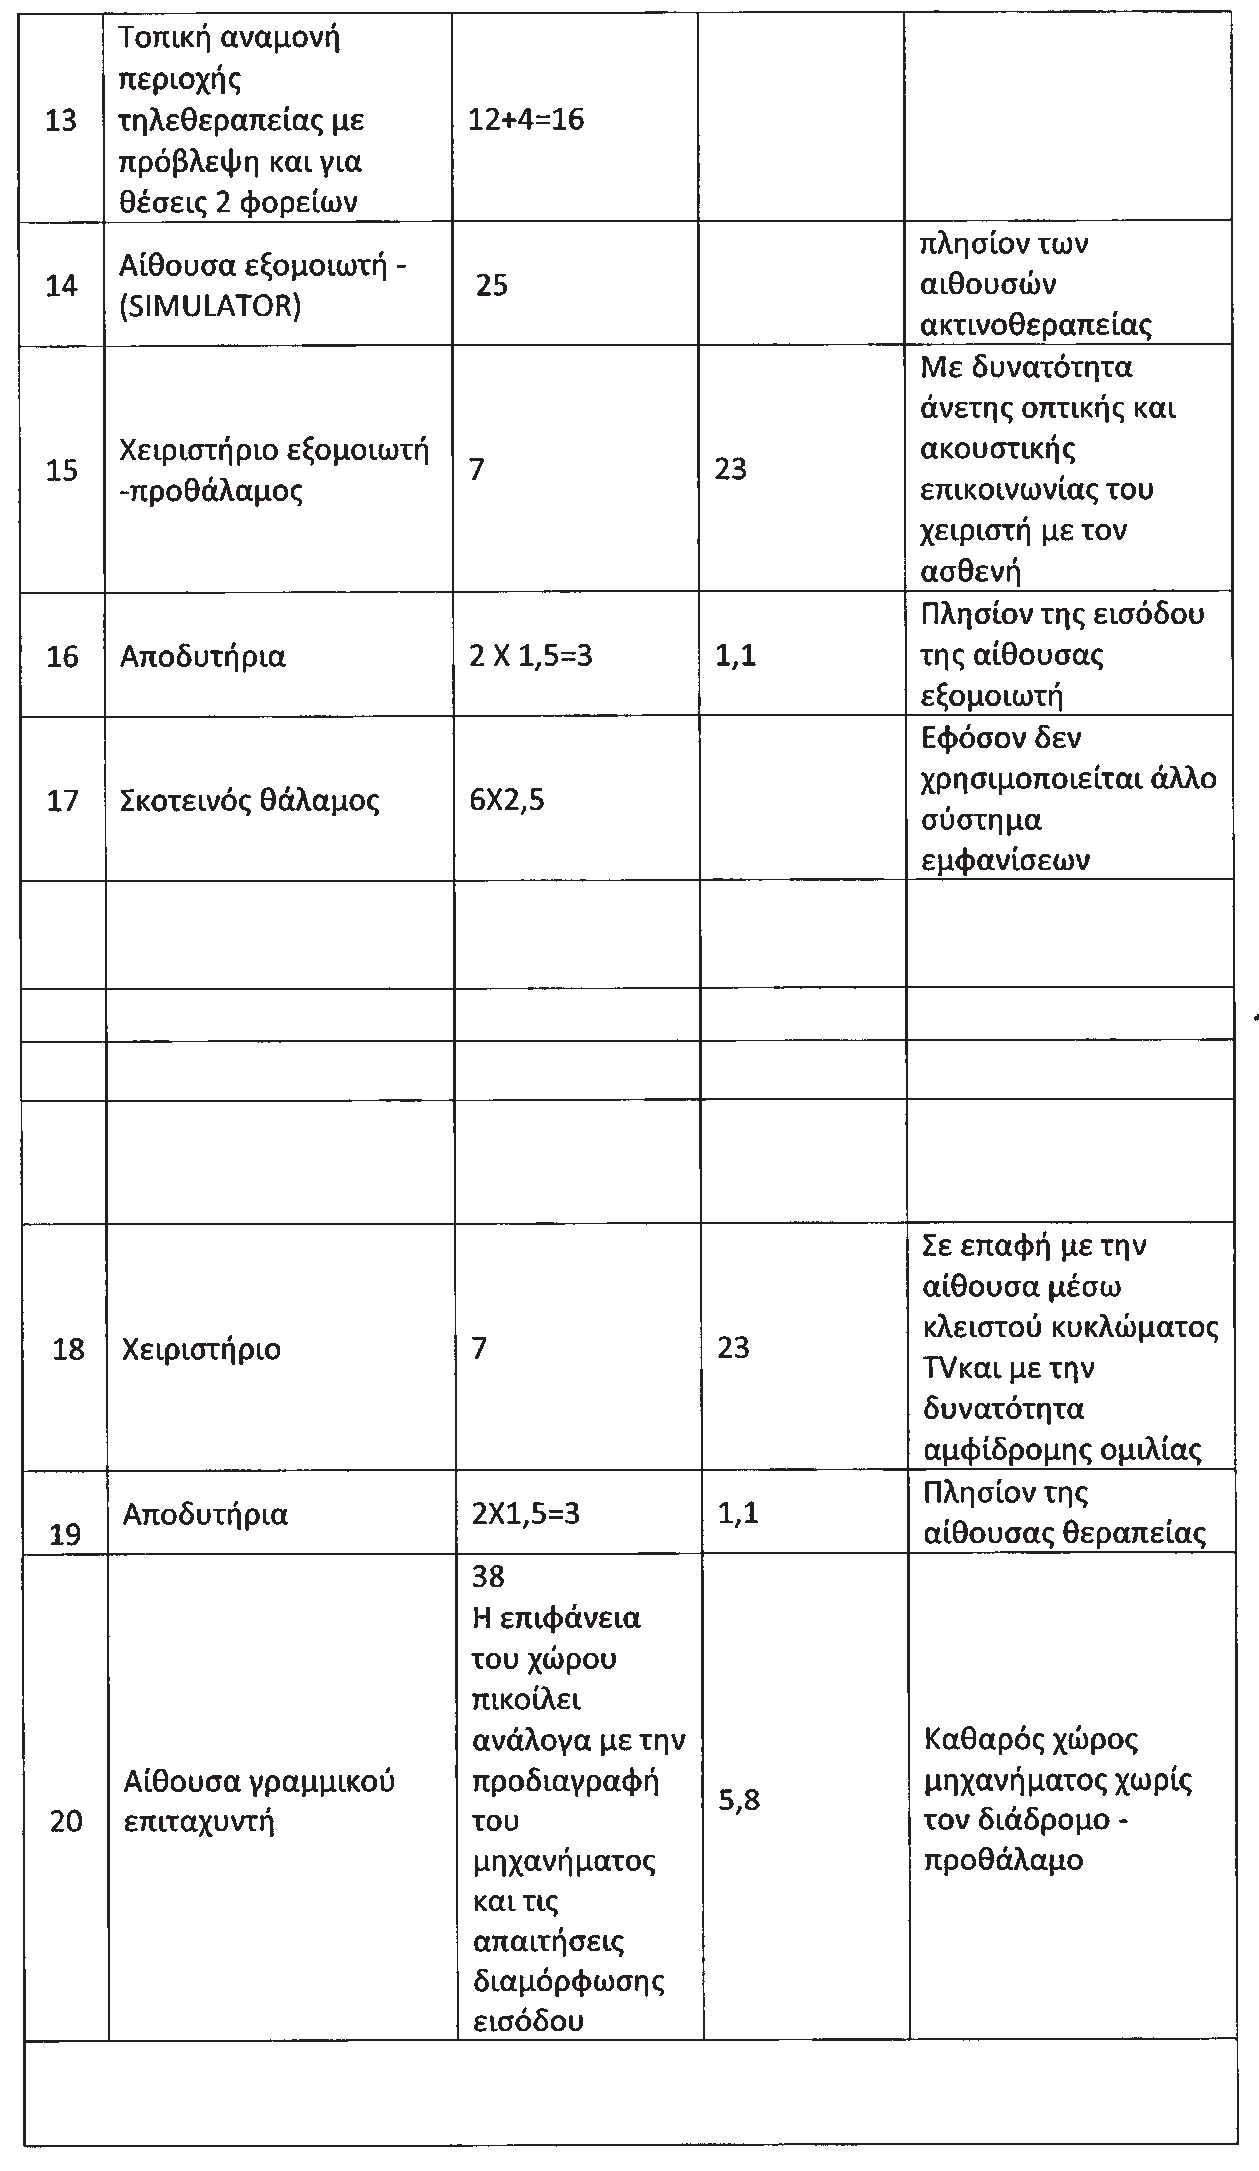 13
Τοπική αναμονή
περιοχής
τηλεθεραπείας με
πρόβλεψη και για
θέσεις 2 φορείων
12+4=16
14
Αίθουσα εξομοιωτή -
(SIMULATOR)
25
πλησίον των
αιθουσών
ακτινοθεραπείας
15
Χειριστήριο εξομοιωτή
-προθάλαμος
7
23
Με δυνατότητα
άνετης οπτικής και
ακουστικής
επικοινωνίας του
χειριστή με τον
ασθενή
16
Αποδυτήρια
2 Χ 1,5=3
1,1
Πλησίον της εισόδου
της αίθουσας
εξομοιωτή
17
Σκοτεινός θάλαμος
6Χ2,5
Εφόσον δεν
χρησιμοποιείται άλλο
σύστημα
εμφανίσεων
18
Χειριστήριο
7
23
Σε επαφή με την
αίθουσα μέσω
κλειστού κυκλώματος
TVκαι με την
δυνατότητα
αμφίδρομης ομιλίας
19
Αποδυτήρια
2Χ1,5=3
1,1
Πλησίον της
αίθουσας θεραπείας
20
Αίθουσα γραμμικού
επιταχυντή
38
Η επιφάνεια
του χώρου
πικοίλει
ανάλογα με την
προδιαγραφή
του
μηχανήματος
και τις
απαιτήσεις
διαμόρφωσης
εισόδου
5,8
Καθαρός χώρος
μηχανήματος χωρίς
τον διάδρομο -
προθάλαμο